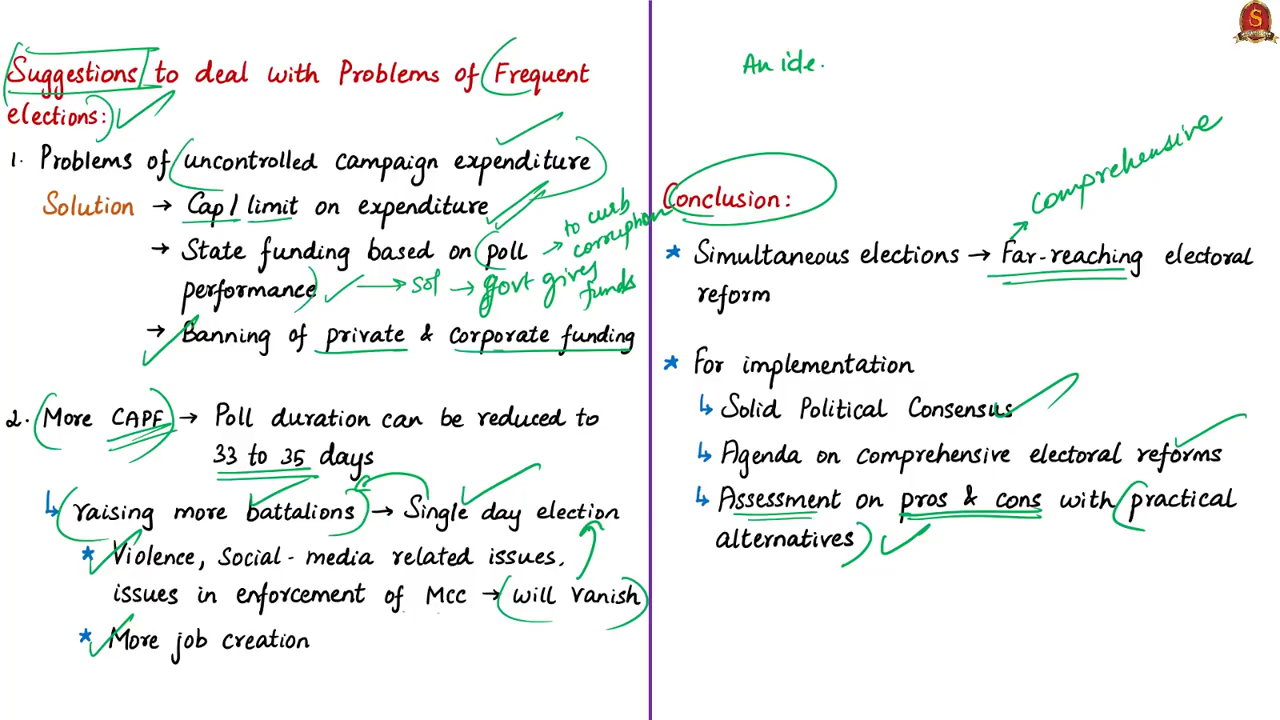 Suggestions to deal with Problems of Frequent
elections:
1. Problems of uncontrolled campaign expenditure
Solution → Cap/limit on expenditure
→ State funding based on poll → to curb corruption
performance → sol → govt gives funds
→ Banning of private & corporate funding
2. More CAPF → Poll duration can be reduced to
33 to 35 days
↳ raising more battalions → Single day election
* Violence, Social-media related issues,
issues in enforcement of MCC → will vanish
* More job creation
An ide.
Conclusion:
comprehensive
* Simultaneous elections → Far-reaching electoral
reform
* For implementation
↳ Solid Political Consensus
↳ Agenda on comprehensive electoral reforms
↳ Assessment on pros & cons with practical
alternatives
S